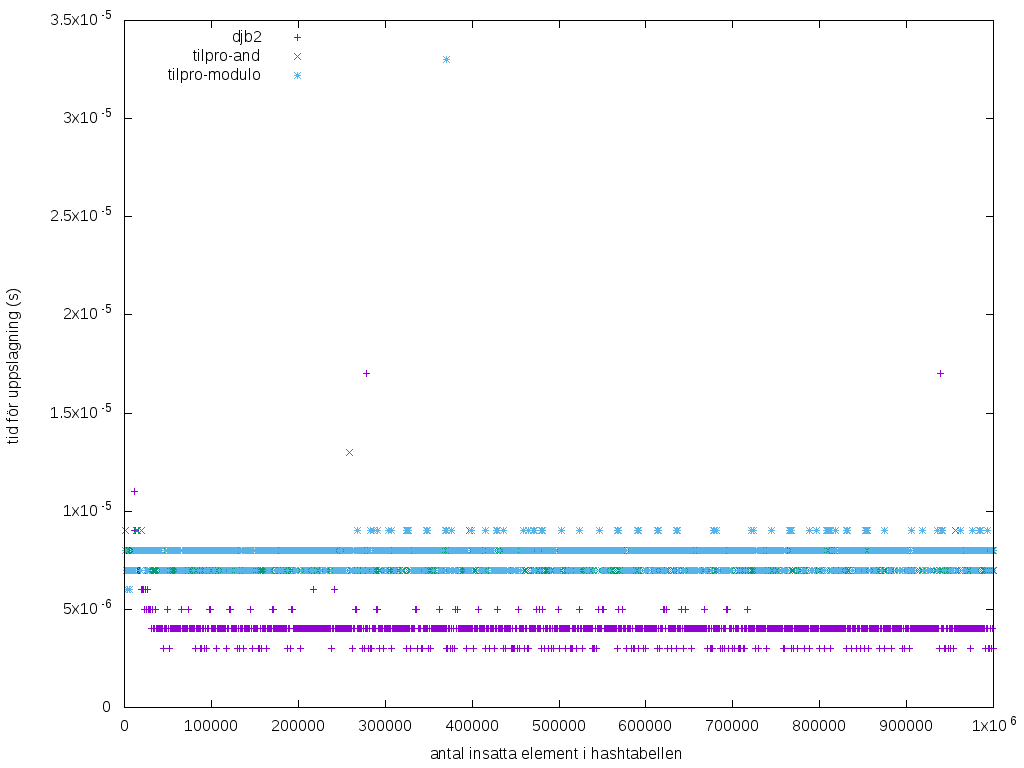 3.5x10 -5
djb2
tilpro-and
tilpro-modulo
3x10 -5
2.5x10 -5
2x10 -5
1.5x10 -5
1x10 -5
5x10 -6
0
0 100000 200000 300000 400000 500000 600000 700000 800000 900000 1x10 6
tid för uppslagning (s)
antal insatta element i hashtabellen